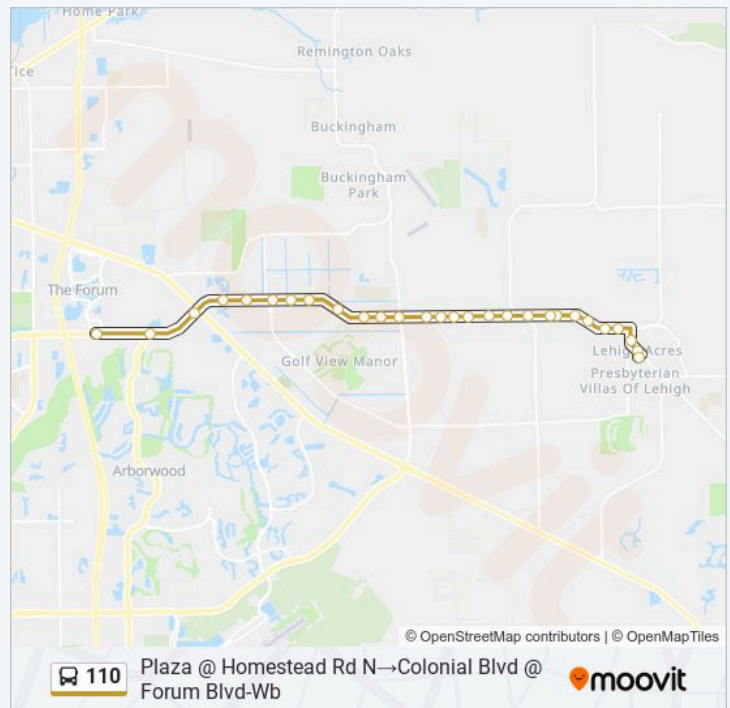 Home Park
ice
Remington Oaks
Buckingham
Buckingham
Park
The Forum
Golf View Manor
Lehigh Acres
Presbyterian
Villas Of Lehigh
Arborwood
moovit
© OpenStreetMap contributors | © OpenMapTiles
110
Plaza @ Homestead Rd N→Colonial Blvd @
Forum Blvd-Wb
moovit